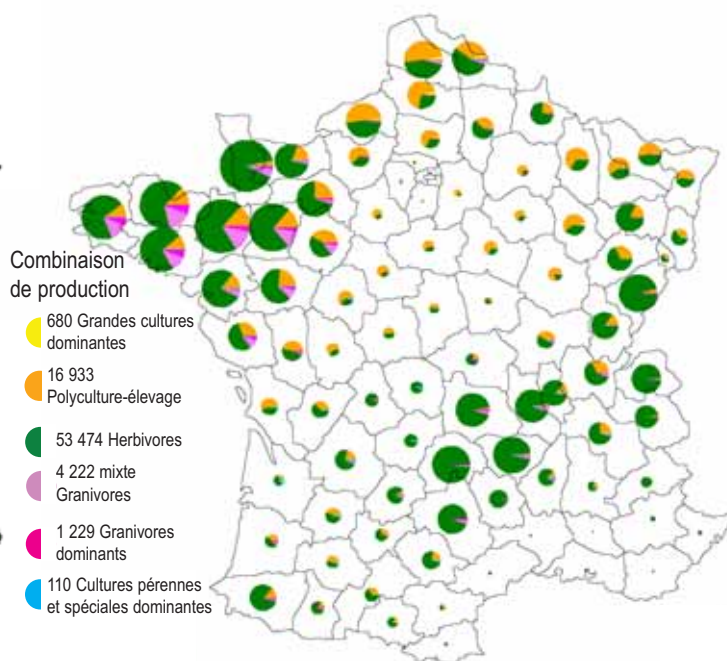 Combinaison
de production
680 Grandes cultures
dominantes
16 933
Polyculture-élevage
53 474 Herbivores
4 222 mixte
Granivores
1 229 Granivores
dominants
110 Cultures pérennes
et spéciales dominantes